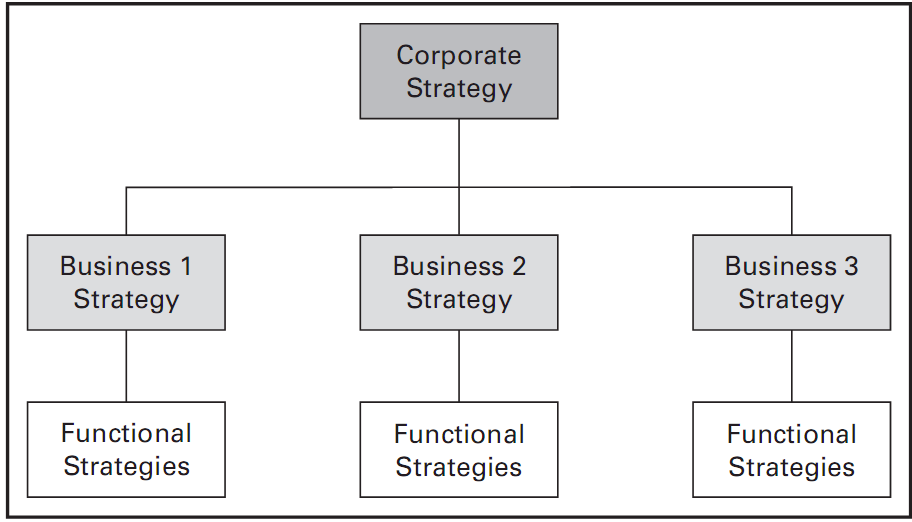 Corporate
Strategy
Business 1
Strategy
Business 2
Strategy
Business 3
Strategy
Functional
Strategies
Functional
Strategies
Functional
Strategies